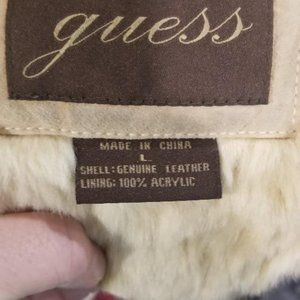 guess
MADE IN CHINA
L
SHELL: GENUINE LEATHER
LINING: 100% ACRYLIC